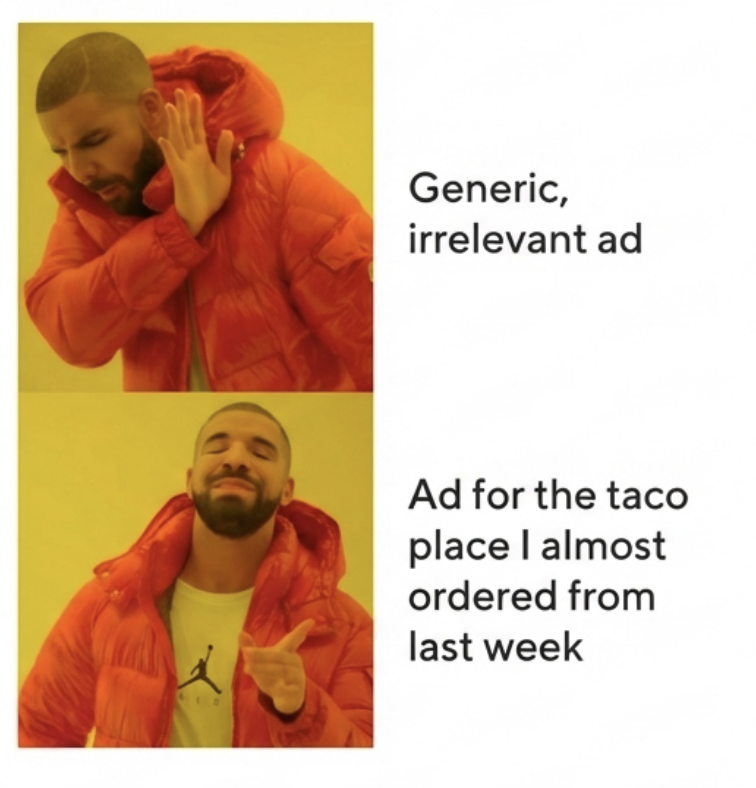 Generic,
irrelevant ad
Ad for the taco
place I almost
ordered from
last week